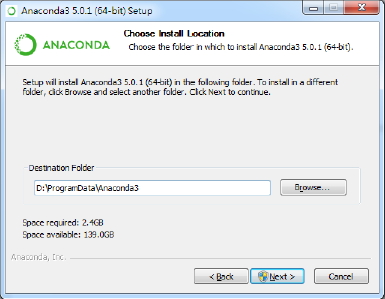 Anaconda3 5.0.1 (64-bit) Setup
ANACONDA
Choose Install Location
Choose the folder in which to install Anaconda3 5.0.1 (64-bit).
Setup will install Anaconda3 5.0.1 (64-bit) in the following folder. To install in a different
folder, click Browse and select another folder. Click Next to continue.
Destination Folder
D:\ProgramData\Anaconda3
Browse...
Space required: 2.4GB
Space available: 139.0GB
Anaconda, Inc.
< Back
Next >
Cancel